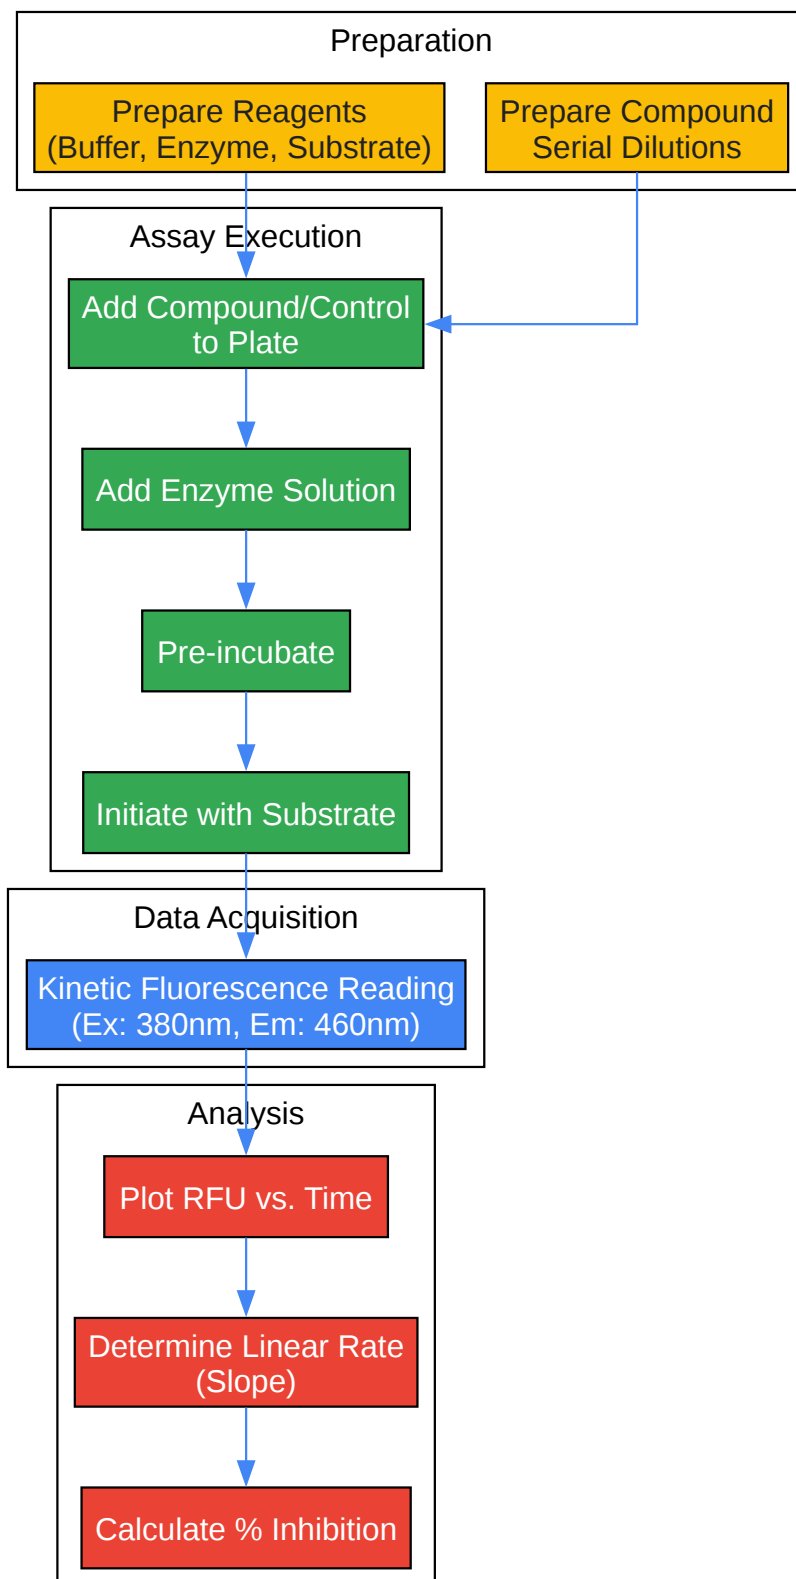 Preparation
Prepare Reagents
(Buffer, Enzyme, Substrate)
Prepare Compound
Serial Dilutions
Assay Execution
Add Compound/Control
to Plate
Add Enzyme Solution
Pre-incubate
Initiate with Substrate
Data Acquisition
Kinetic Fluorescence Reading
(Ex: 380nm, Em: 460nm)
Analysis
Plot RFU vs. Time
Determine Linear Rate
(Slope)
Calculate % Inhibition